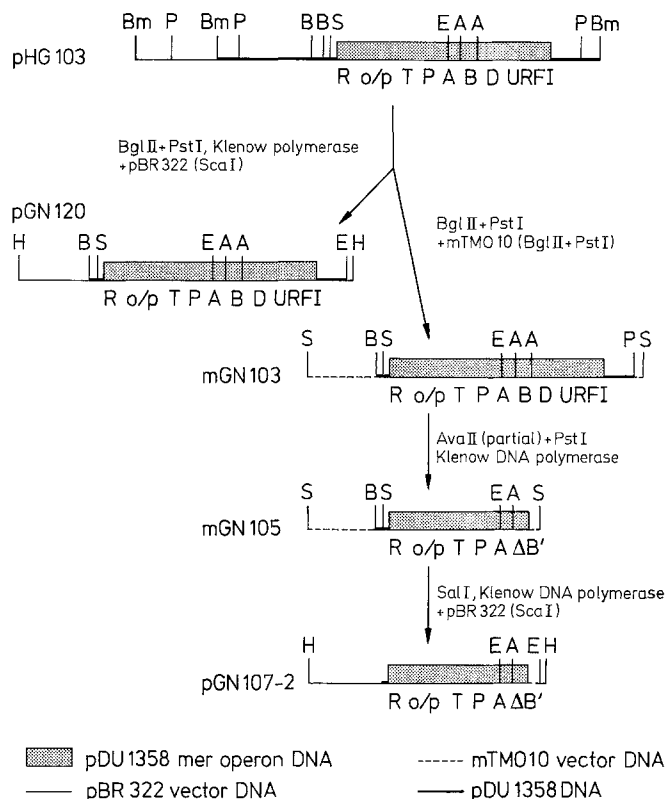 Bm P Bm P B B S E A A P Bm
pHG 103
R o/p T P A B D URFI
Bgl II + Pst I, Klenow polymerase
+ pBR 322 (Sca I)
pGN 120
H B S E A A E H
R o/p T P A B D URFI
Bgl II + Pst I
+ mTMO 10 (Bgl II + Pst I)
S B S E A A P S
mGN 103
R o/p T P A B D URFI
Ava II (partial) + Pst I
Klenow DNA polymerase
S B S E A S
mGN 105
R o/p T P A ΔB'
Sal I, Klenow DNA polymerase
+ pBR 322 (Sca I)
H E A E H
pGN 107-2
R o/p T P A ΔB'
pDU 1358 mer operon DNA
mTMO 10 vector DNA
pBR 322 vector DNA
pDU 1358 DNA